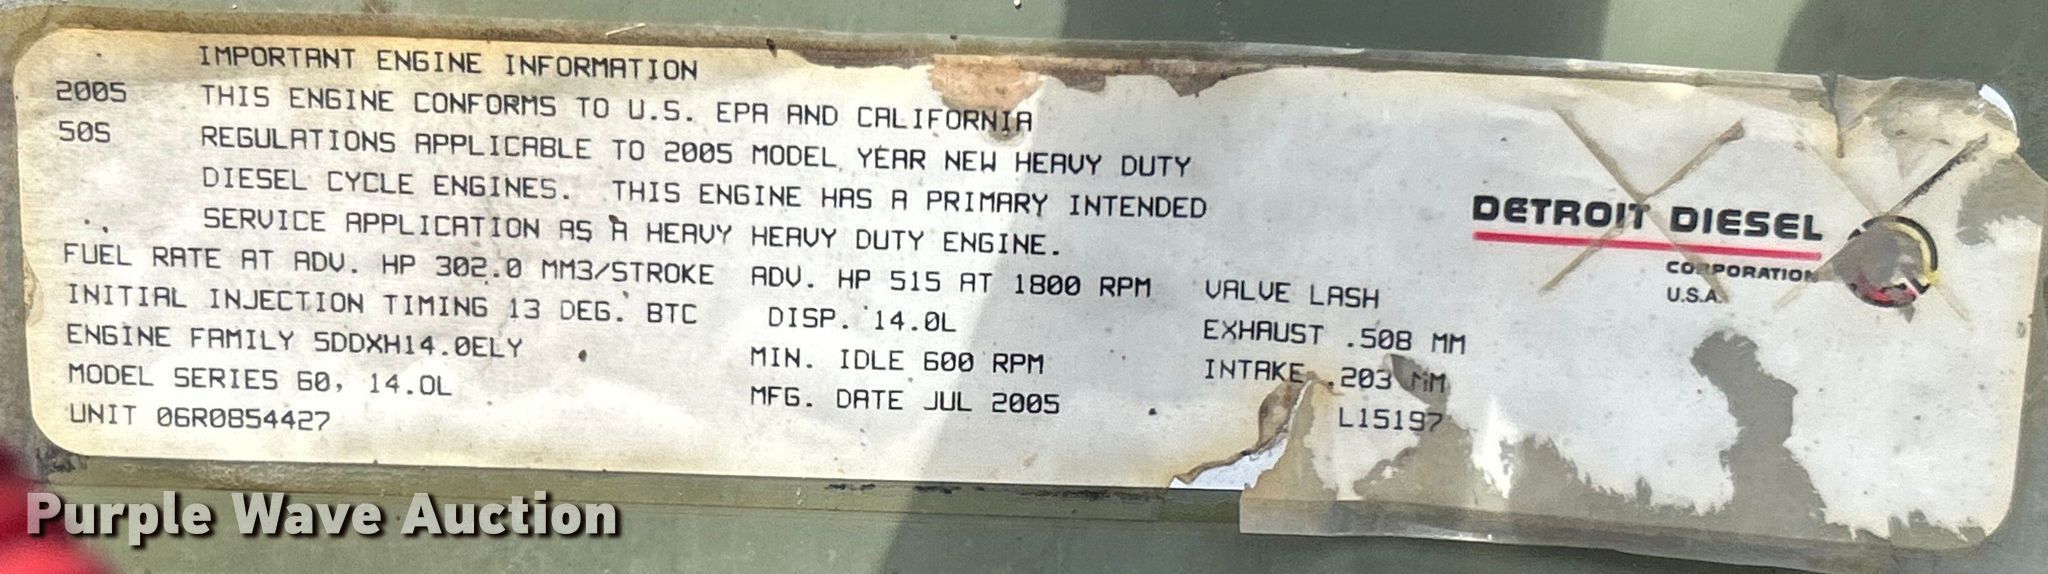 IMPORTANT ENGINE INFORMATION
2005 THIS ENGINE CONFORMS TO U.S. EPA AND CALIFORNIA
50S REGULATIONS APPLICABLE TO 2005 MODEL YEAR NEW HEAVY DUTY
DIESEL CYCLE ENGINES. THIS ENGINE HAS A PRIMARY INTENDED
SERVICE APPLICATION AS A HEAVY HEAVY DUTY ENGINE.
FUEL RATE AT ADV. HP 302.0 MM3/STROKE ADV. HP 515 AT 1800 RPM VALVE LASH
INITIAL INJECTION TIMING 13 DEG. BTC DISP. 14.0L EXHAUST .508 MM
ENGINE FAMILY 5DDXH14.0ELY MIN. IDLE 600 RPM INTAKE .203 MM
MODEL SERIES 60, 14.0L MFG. DATE JUL 2005 L15197
UNIT 06R0854427
DETROIT DIESEL
CORPORATION
U.S.A.
Purple Wave Auction